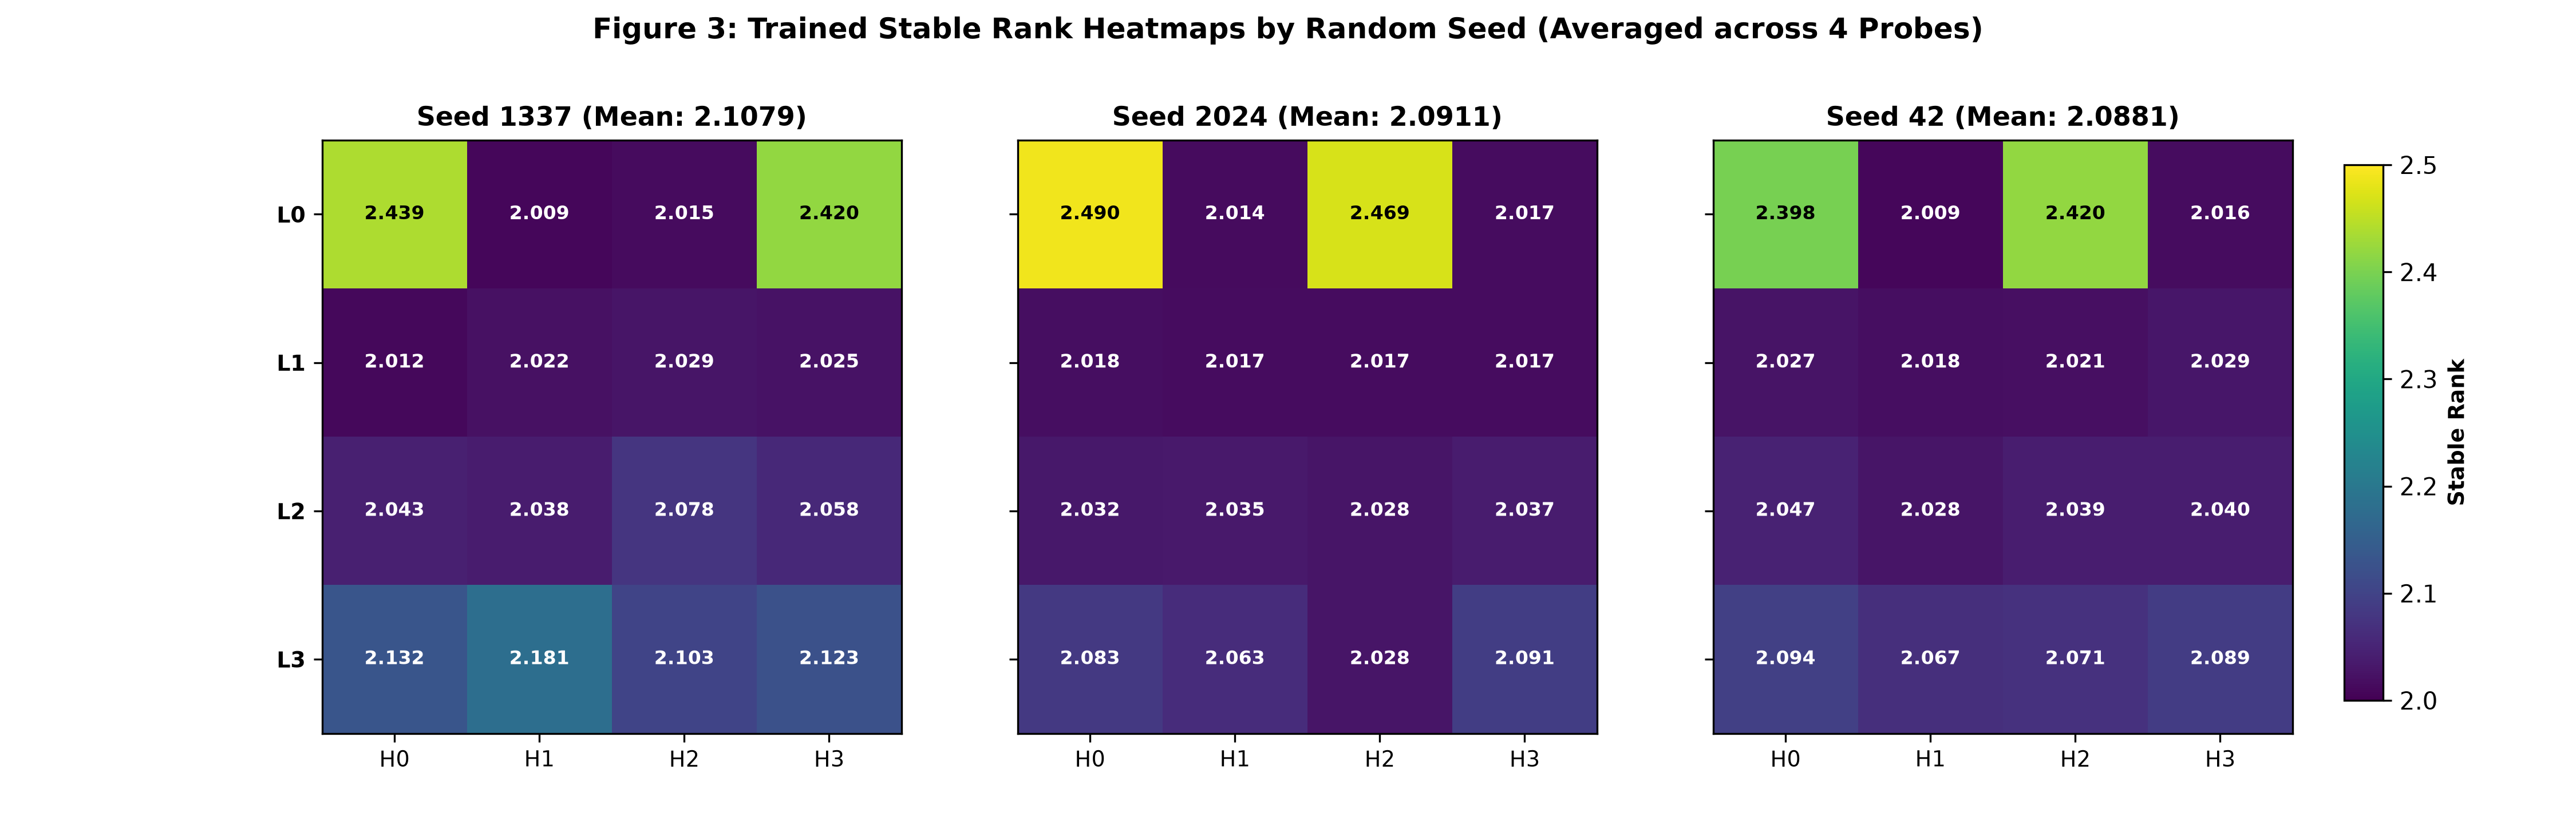 Figure 3: Trained Stable Rank Heatmaps by Random Seed (Averaged across 4 Probes)
Seed 1337 (Mean: 2.1079)
L0 2.439 2.009 2.015 2.420
L1 2.012 2.022 2.029 2.025
L2 2.043 2.038 2.078 2.058
L3 2.132 2.181 2.103 2.123
H0 H1 H2 H3
Seed 2024 (Mean: 2.0911)
2.490 2.014 2.469 2.017
2.018 2.017 2.017 2.017
2.032 2.035 2.028 2.037
2.083 2.063 2.028 2.091
H0 H1 H2 H3
Seed 42 (Mean: 2.0881)
2.398 2.009 2.420 2.016
2.027 2.018 2.021 2.029
2.047 2.028 2.039 2.040
2.094 2.067 2.071 2.089
H0 H1 H2 H3
2.5
2.4
2.3
2.2
2.1
2.0
Stable Rank